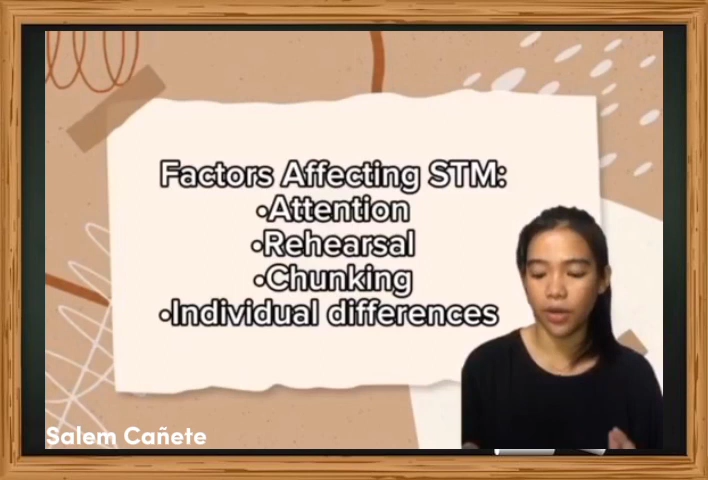 Factors Affecting STM:
•Attention
•Rehearsal
•Chunking
•Individual differences
Salem Cañete